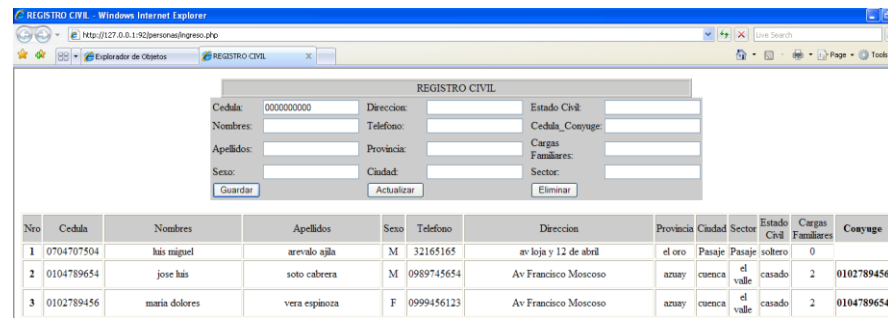 REGISTRO CIVIL - Windows Internet Explorer
http://127.0.0.1:92/personas/ingreso.php
Live Search
Explorador de Objetos REGISTRO CIVIL x
Page Tools
REGISTRO CIVIL
Cedula: 0000000000 Direccion: Estado Civil:
Nombres: Telefono: Cedula_Conyuge:
Apellidos: Provincia: Cargas Familiares:
Sexo: Ciudad: Sector:
Guardar Actualizar Eliminar
Nro Cedula Nombres Apellidos Sexo Telefono Direccion Provincia Ciudad Sector Estado Civil Cargas Familiares Conyuge
1 0704707504 luis miguel arevalo ajila M 32165165 av loja y 12 de abril el oro Pasaje Pasaje soltero 0
2 0104789654 jose luis soto cabrera M 0989745654 Av Francisco Moscoso azuay cuenca el valle casado 2 0102789456
3 0102789456 maria dolores vera espinoza F 0999456123 Av Francisco Moscoso azuay cuenca el valle casado 2 0104789654